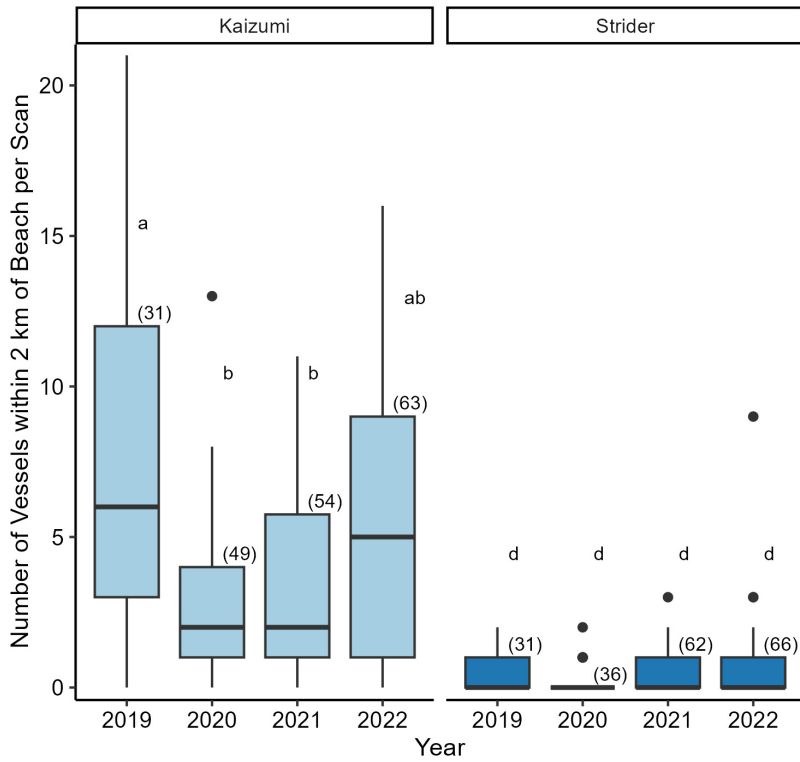 Kaizumi Strider
Number of Vessels within 2 km of Beach per Scan
20
15
10
5
0
a
(31)
b
(49)
b
(54)
ab
(63)
d
(31)
d
(36)
d
(62)
d
(66)
2019 2020 2021 2022 2019 2020 2021 2022
Year